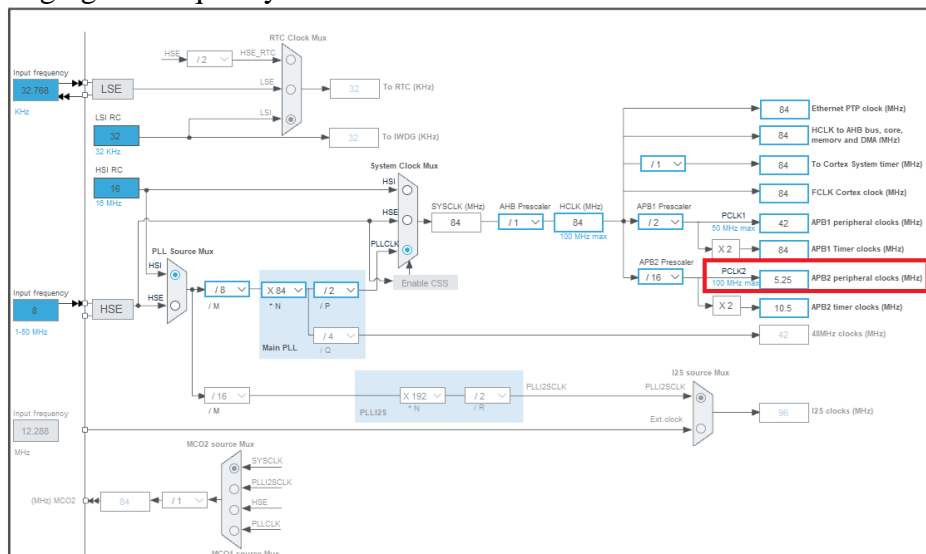 RTC Clock Mux
HSE
/ 2
HSE_RTC
Input frequency
32.768
KHz
LSE
LSE
32
To RTC (KHz)
LSI RC
32
32 KHz
LSI
32
To IWDG (KHz)
HSI RC
16
16 MHz
System Clock Mux
HSI
HSE
PLLCLK
SYSCLK (MHz)
84
AHB Prescaler
/ 1
HCLK (MHz)
84
100 MHz max
Enable CSS
PLL Source Mux
HSI
HSE
Input frequency
8
1-50 MHz
HSE
/ 8
/ M
X 84
* N
/ 2
/ P
/ 4
/ Q
Main PLL
84
Ethernet PTP clock (MHz)
84
HCLK to AHB bus, core,
memory and DMA (MHz)
/ 1
84
To Cortec System timer (MHz)
84
FCLK Cortex clock (MHz)
APB1 Prescaler
/ 2
PCLK1
50 MHz max
42
APB1 peripheral clocks (MHz)
X 2
84
APB1 Timer clocks (MHz)
APB2 Prescaler
/ 16
PCLK2
100 MHz max
5.25
APB2 peripheral clocks (MHz)
X 2
10.5
APB2 timer clocks (MHz)
42
48MHz clocks (MHz)
/ 16
/ M
PLLI2S
X 192
* N
/ 2
/ R
PLLI2SCLK
I2S source Mux
PLLI2SCLK
Ext.clock
96
I2S clocks (MHz)
Input frequency
12.288
MHz
MCO2 source Mux
SYSCLK
PLLI2SCLK
HSE
PLLCLK
(MHz) MCO2
84
/ 1
MCO1 source Mux